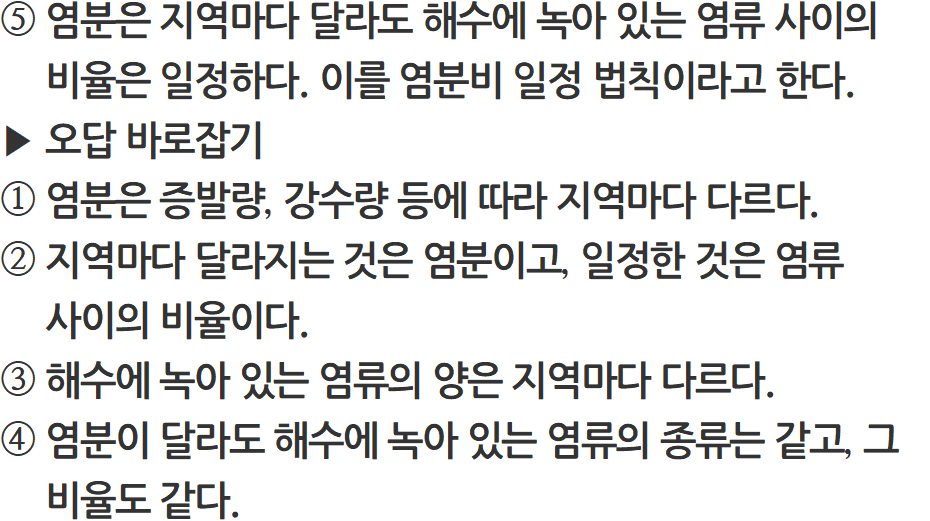 ⑤ 염분은 지역마다 달라도 해수에 녹아 있는 염류 사이의
비율은 일정하다. 이를 염분비 일정 법칙이라고 한다.
▶ 오답 바로잡기
① 염분은 증발량, 강수량 등에 따라 지역마다 다르다.
② 지역마다 달라지는 것은 염분이고, 일정한 것은 염류
사이의 비율이다.
③ 해수에 녹아 있는 염류의 양은 지역마다 다르다.
④ 염분이 달라도 해수에 녹아 있는 염류의 종류는 같고, 그
비율도 같다.